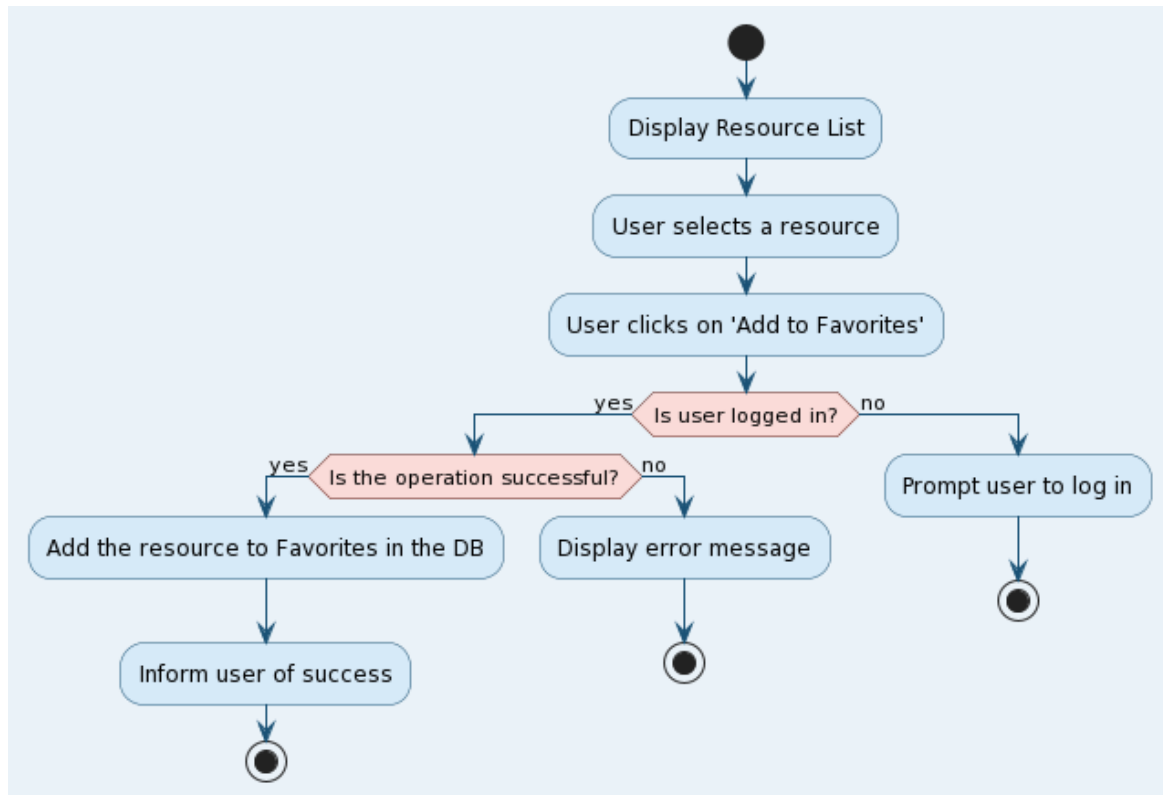 Display Resource List
User selects a resource
User clicks on 'Add to Favorites'
yes
Is user logged in?
no
yes
Is the operation successful?
no
Prompt user to log in
Add the resource to Favorites in the DB
Display error message
Inform user of success